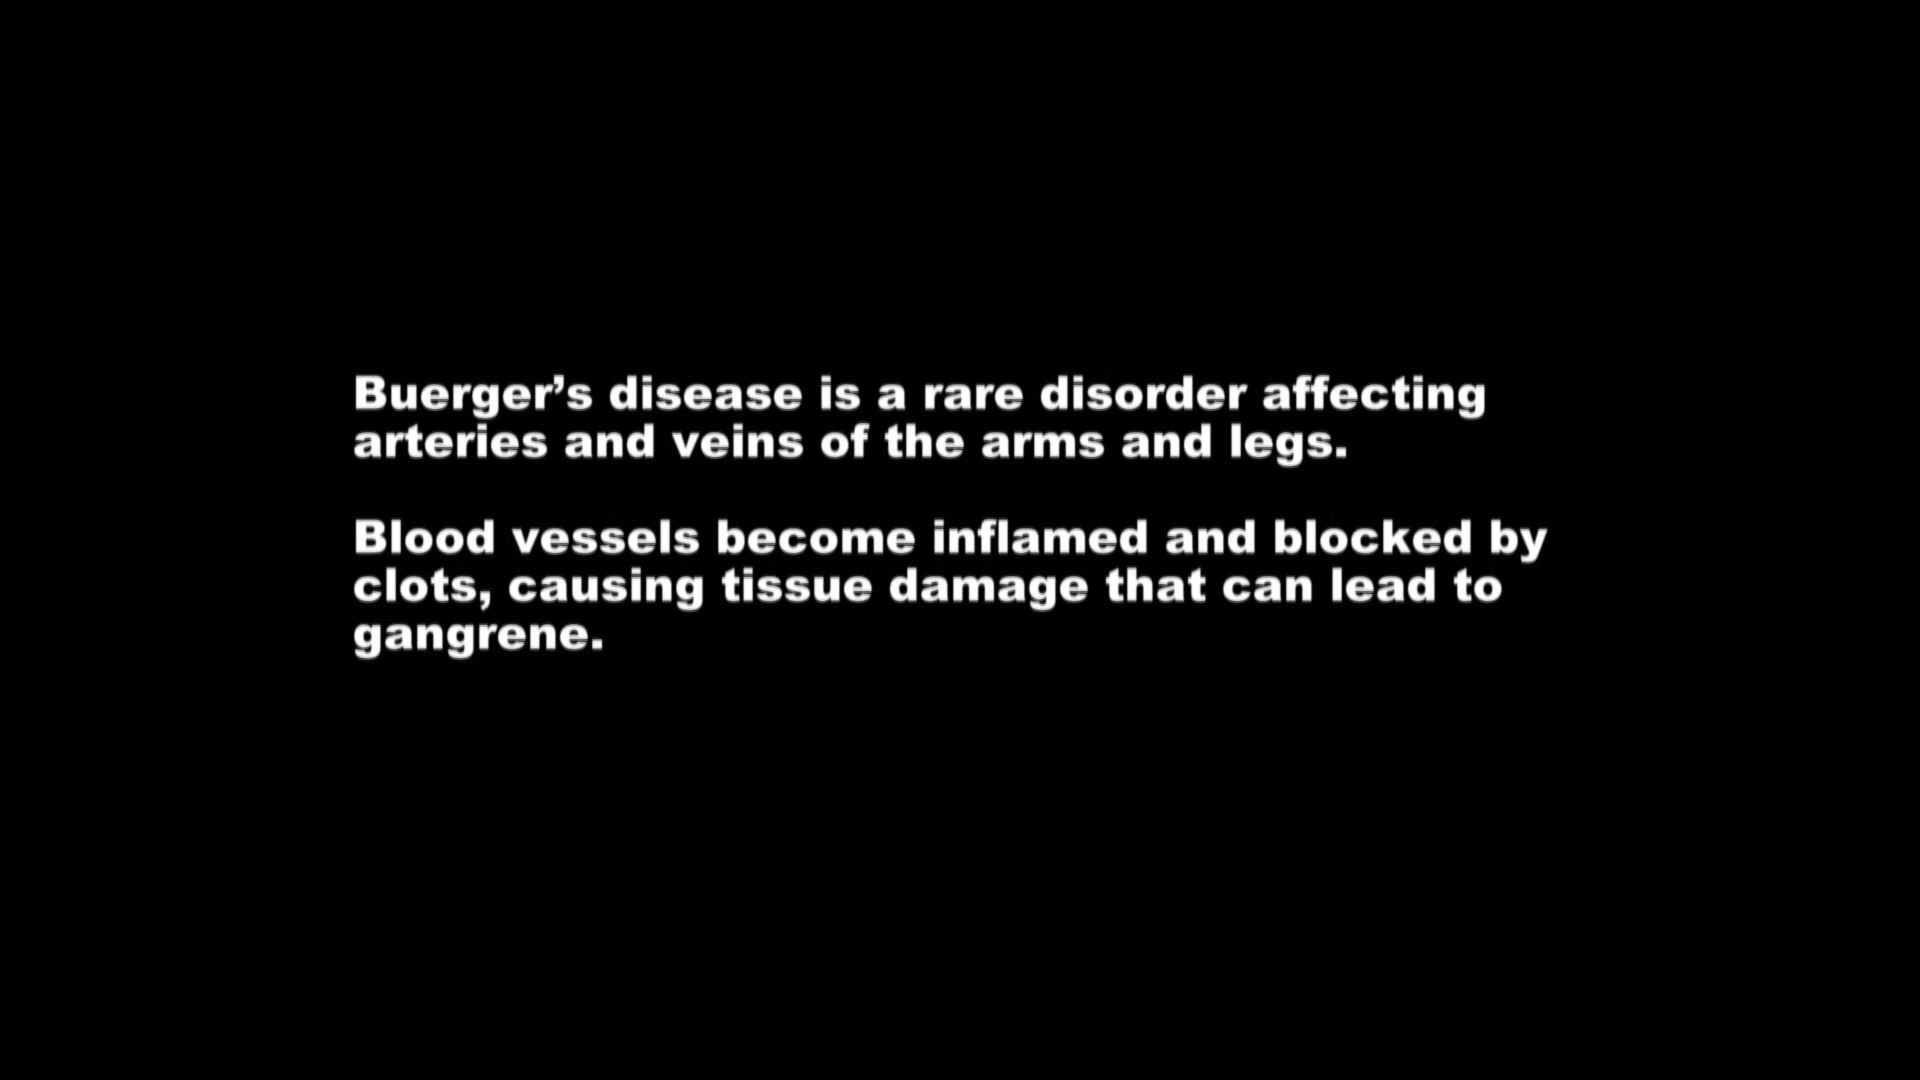 Buerger’s disease is a rare disorder affecting
arteries and veins of the arms and legs.
Blood vessels become inflamed and blocked by
clots, causing tissue damage that can lead to
gangrene.